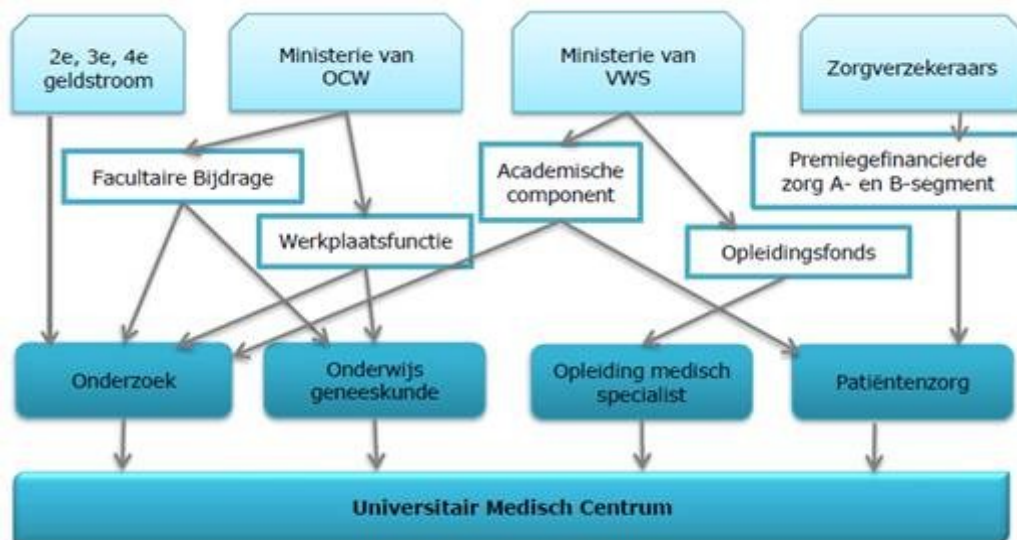 2e, 3e, 4e
geldstroom
Ministerie van
OCW
Ministerie van
VWS
Zorgverzekeraars
Facultaire Bijdrage
Academische
component
Premiegefinancierde
zorg A- en B-segment
Werkplaatsfunctie
Opleidingsfonds
Onderzoek
Onderwijs
geneeskunde
Opleiding medisch
specialist
Patiëntenzorg
Universitair Medisch Centrum